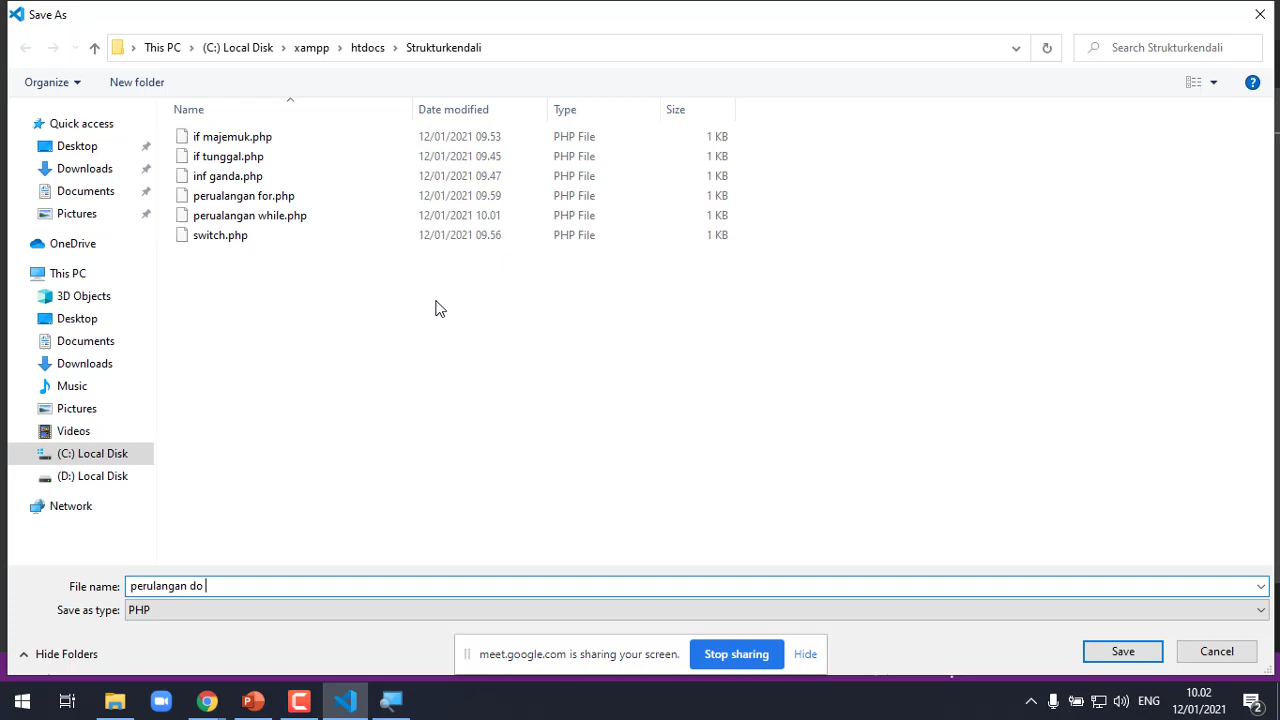 Save As
This PC (C:) Local Disk xampp htdocs Strukturkendali
Search Strukturkendali
Organize New folder
Name Date modified Type Size
Quick access
Desktop
Downloads
Documents
Pictures
OneDrive
This PC
3D Objects
Desktop
Documents
Downloads
Music
Pictures
Videos
(C:) Local Disk
(D:) Local Disk
Network
if majemuk.php 12/01/2021 09.53 PHP File 1 KB
if tunggal.php 12/01/2021 09.45 PHP File 1 KB
inf ganda.php 12/01/2021 09.47 PHP File 1 KB
perualangan for.php 12/01/2021 09.59 PHP File 1 KB
perualangan while.php 12/01/2021 10.01 PHP File 1 KB
switch.php 12/01/2021 09.56 PHP File 1 KB
File name: perulangan do
Save as type: PHP
Hide Folders
meet.google.com is sharing your screen. Stop sharing Hide
Save Cancel
ENG
10.02
12/01/2021
2